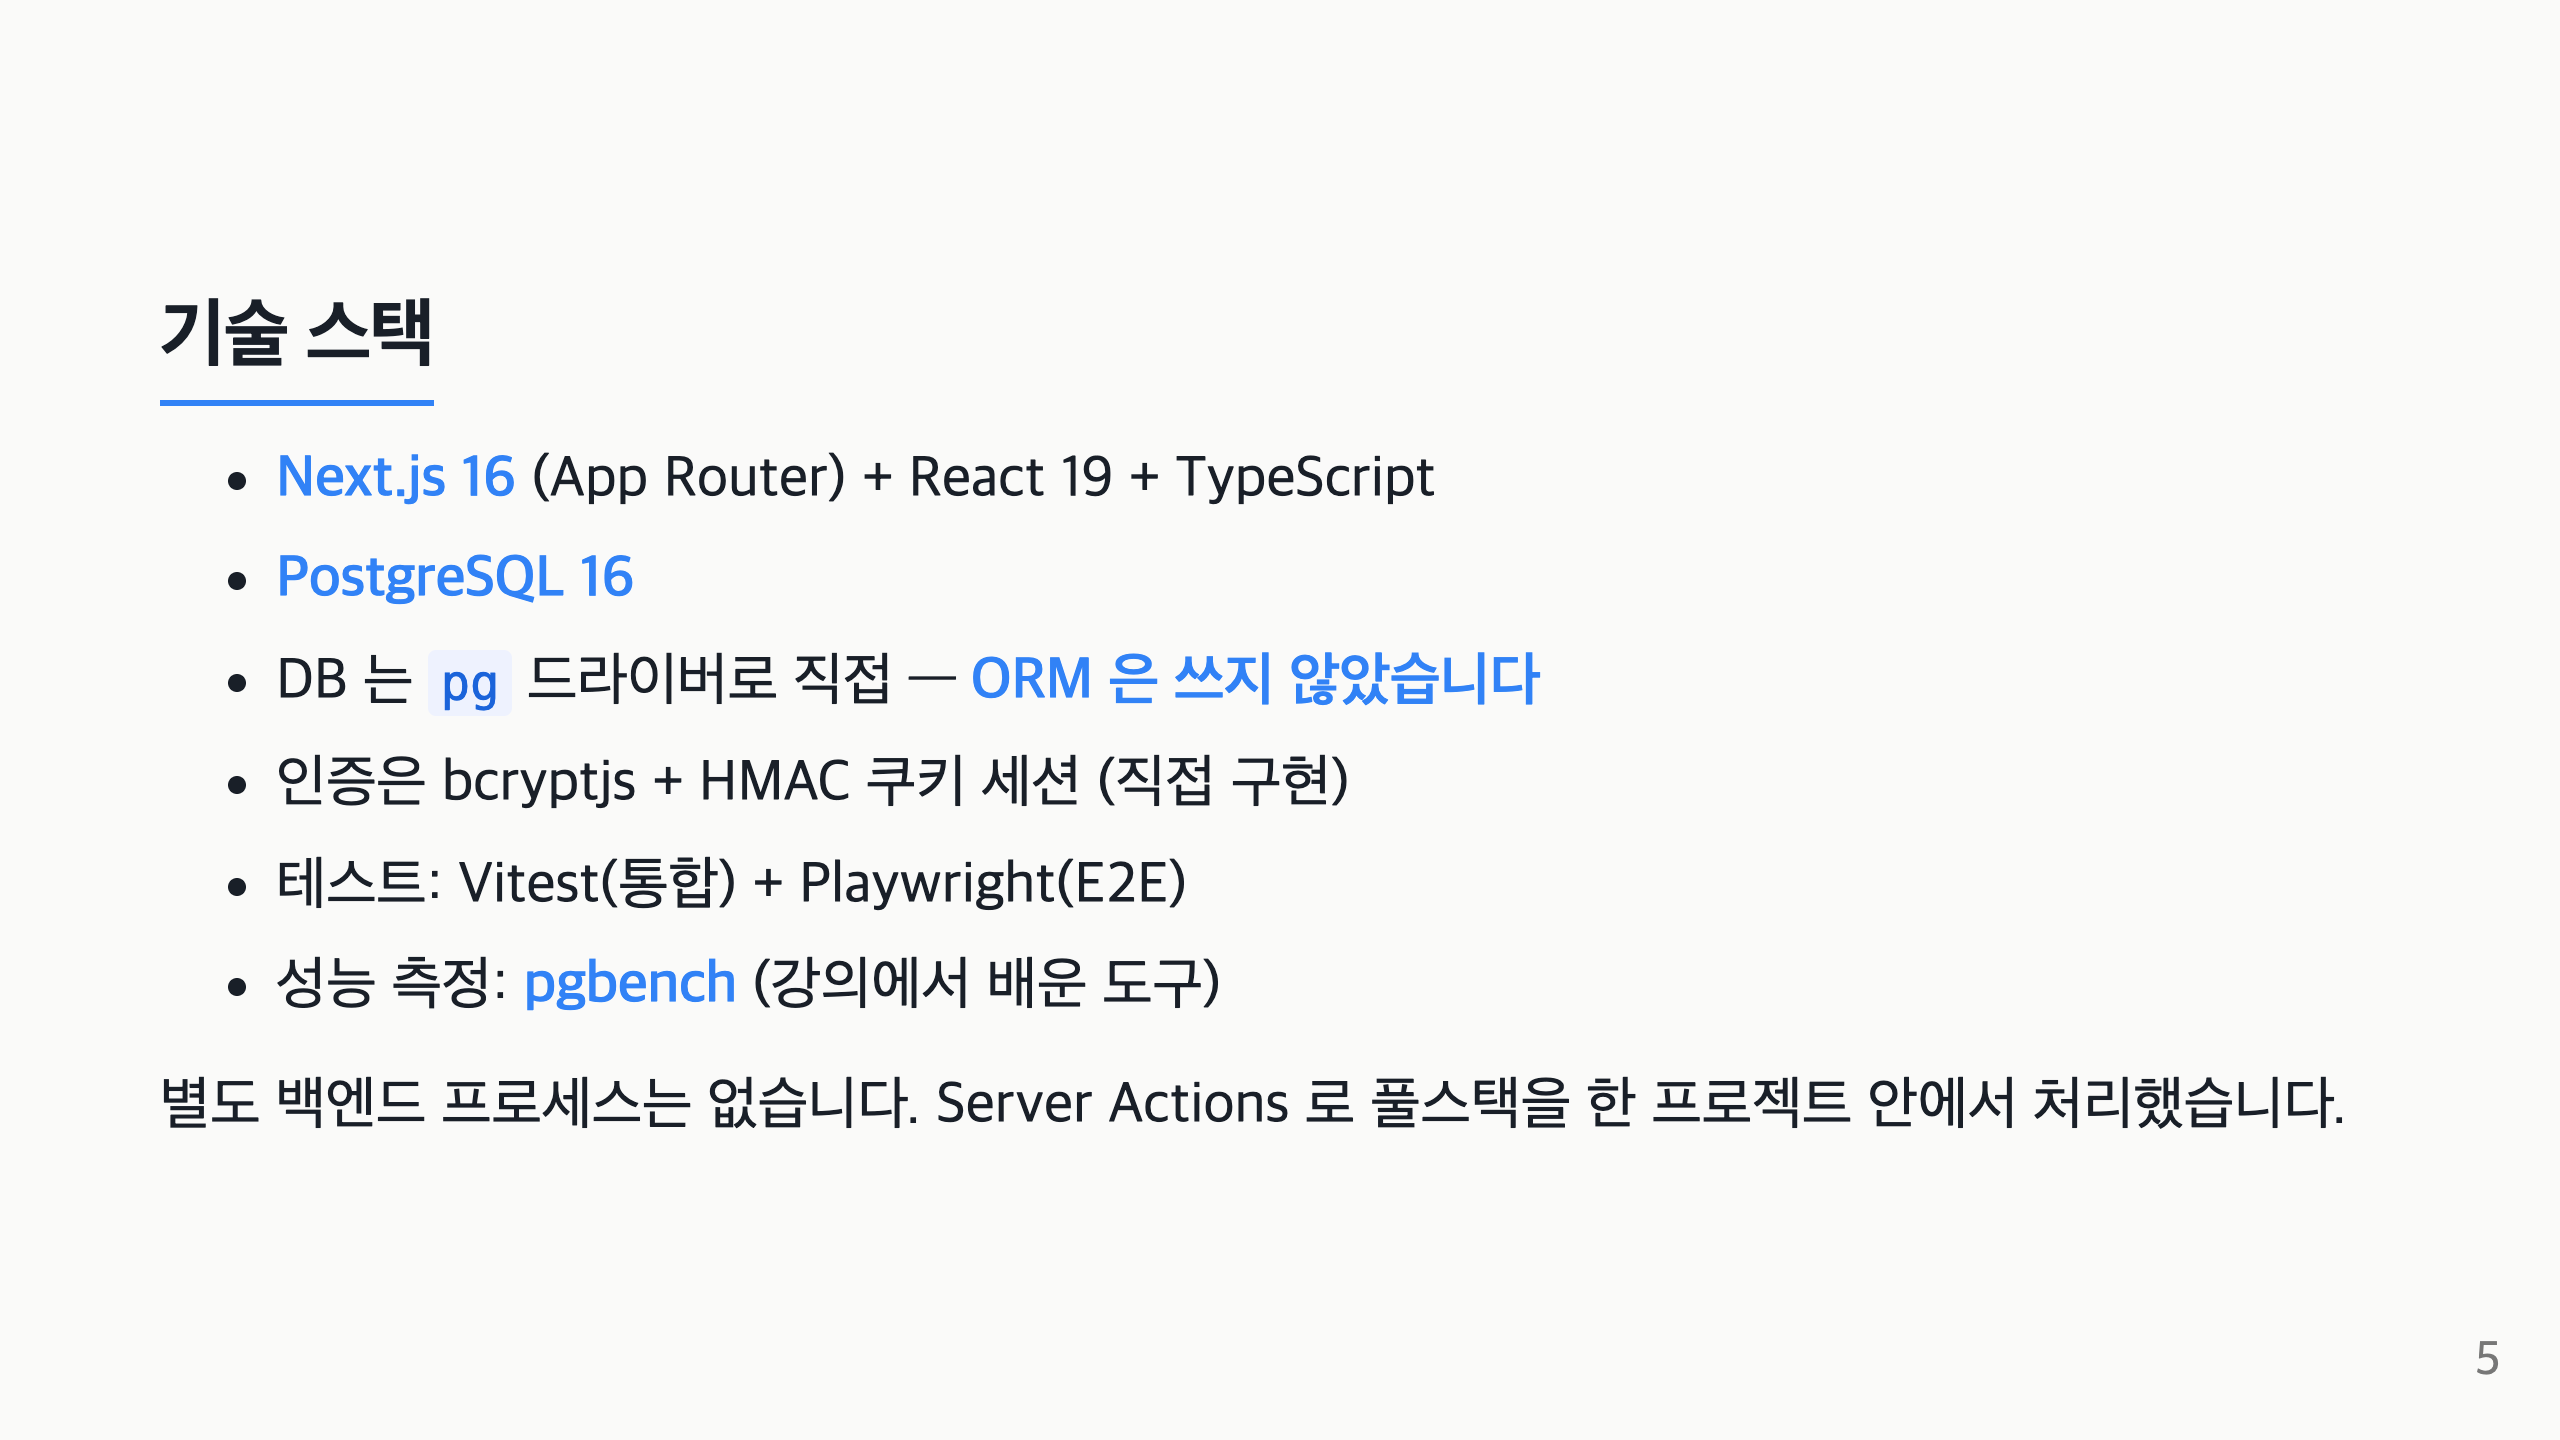 기술 스택
• Next.js 16 (App Router) + React 19 + TypeScript
• PostgreSQL 16
• DB 는 pg 드라이버로 직접 — ORM 은 쓰지 않았습니다
• 인증은 bcryptjs + HMAC 쿠키 세션 (직접 구현)
• 테스트: Vitest(통합) + Playwright(E2E)
• 성능 측정: pgbench (강의에서 배운 도구)
별도 백엔드 프로세스는 없습니다. Server Actions 로 풀스택을 한 프로젝트 안에서 처리했습니다.
5